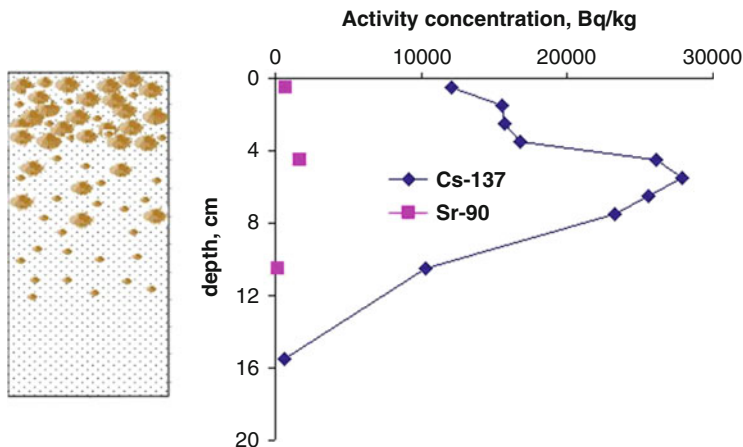 Activity concentration, Bq/kg
0 10000 20000 30000
0
4
8
12
16
20
depth, cm
Cs-137
Sr-90